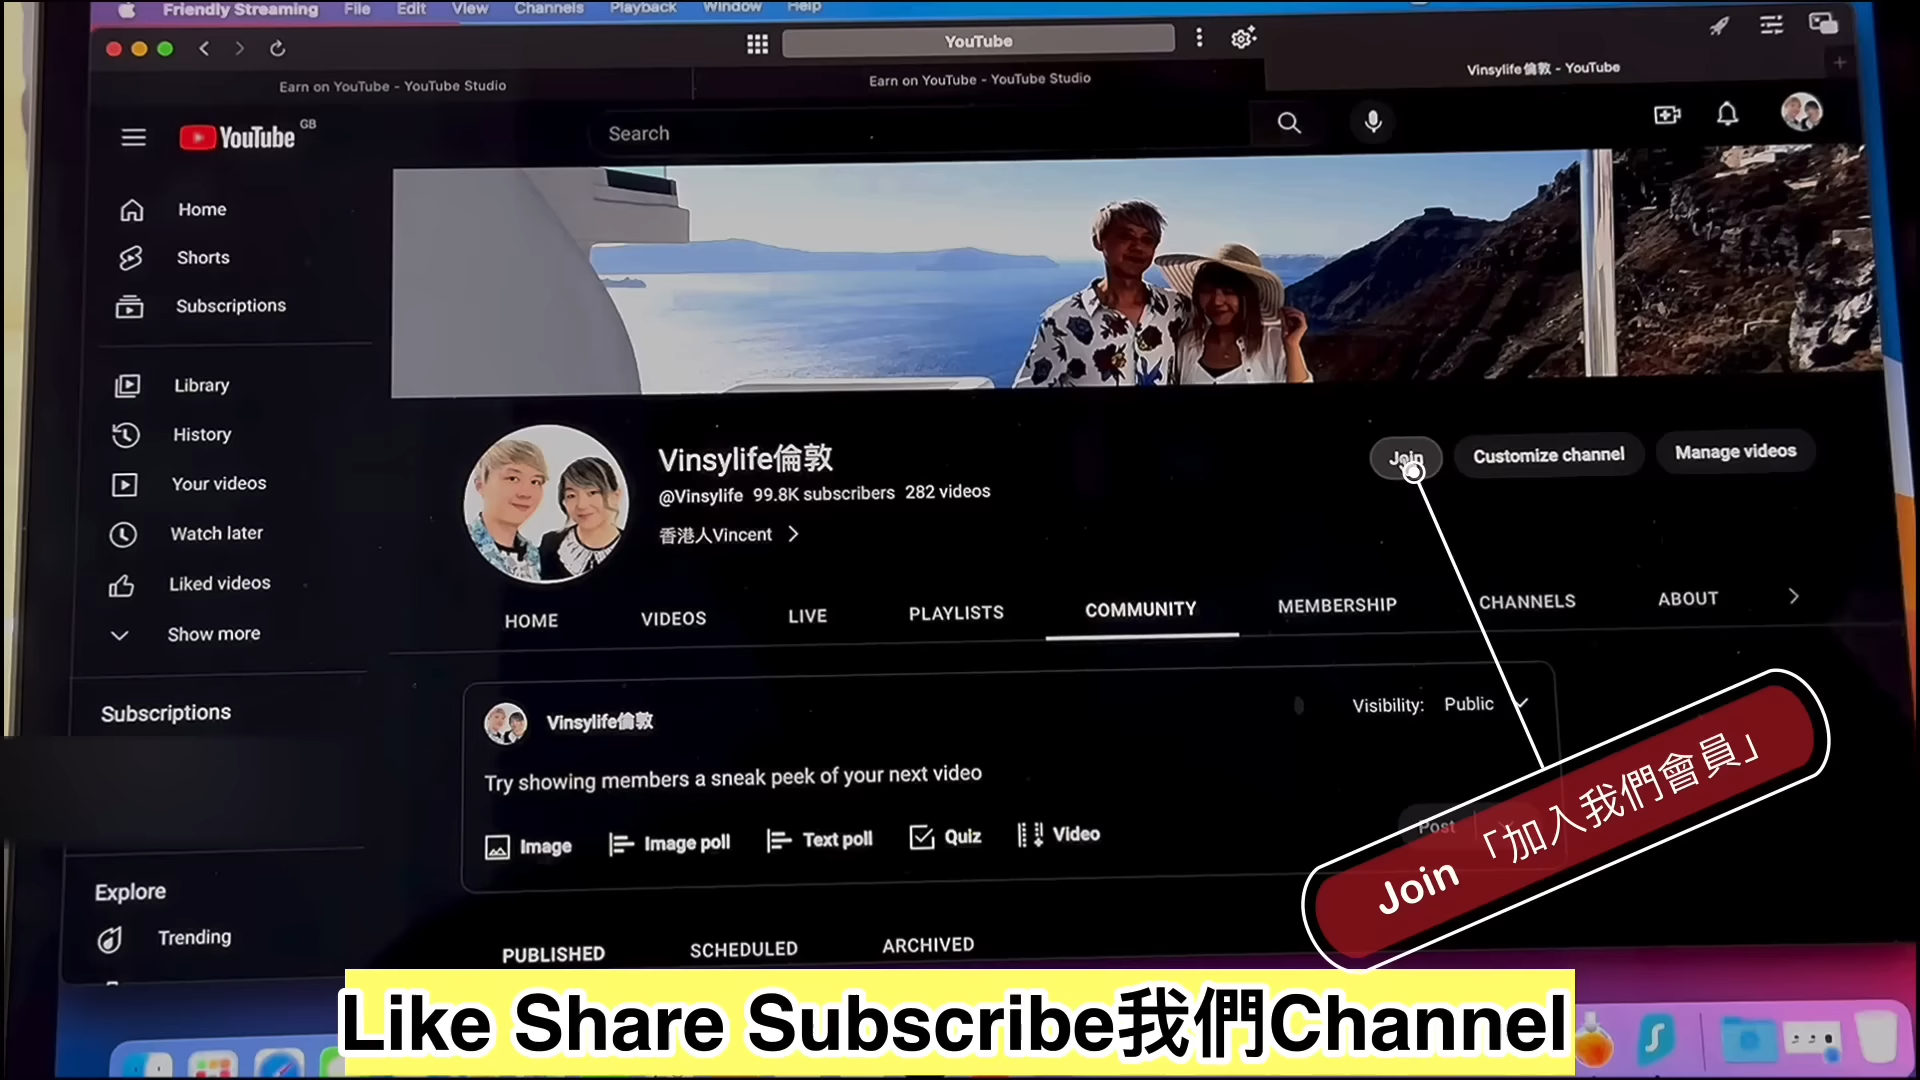 Friendly Streaming File Edit View Channels Playback Window Help
YouTube
Earn on YouTube - YouTube Studio
Earn on YouTube - YouTube Studio
Vinsylife倫敦 - YouTube
YouTube GB
Search
Home
Shorts
Subscriptions
Library
History
Your videos
Watch later
Liked videos
Show more
Subscriptions
Explore
Trending
Vinsylife倫敦
@Vinsylife 99.8K subscribers 282 videos
香港人Vincent
Join
Customize channel
Manage videos
HOME VIDEOS LIVE PLAYLISTS COMMUNITY MEMBERSHIP CHANNELS ABOUT
Vinsylife倫敦
Visibility: Public
Try showing members a sneak peek of your next video
Image Image poll Text poll Quiz Video
Post
Join「加入我們會員」
PUBLISHED SCHEDULED ARCHIVED
Like Share Subscribe我們Channel